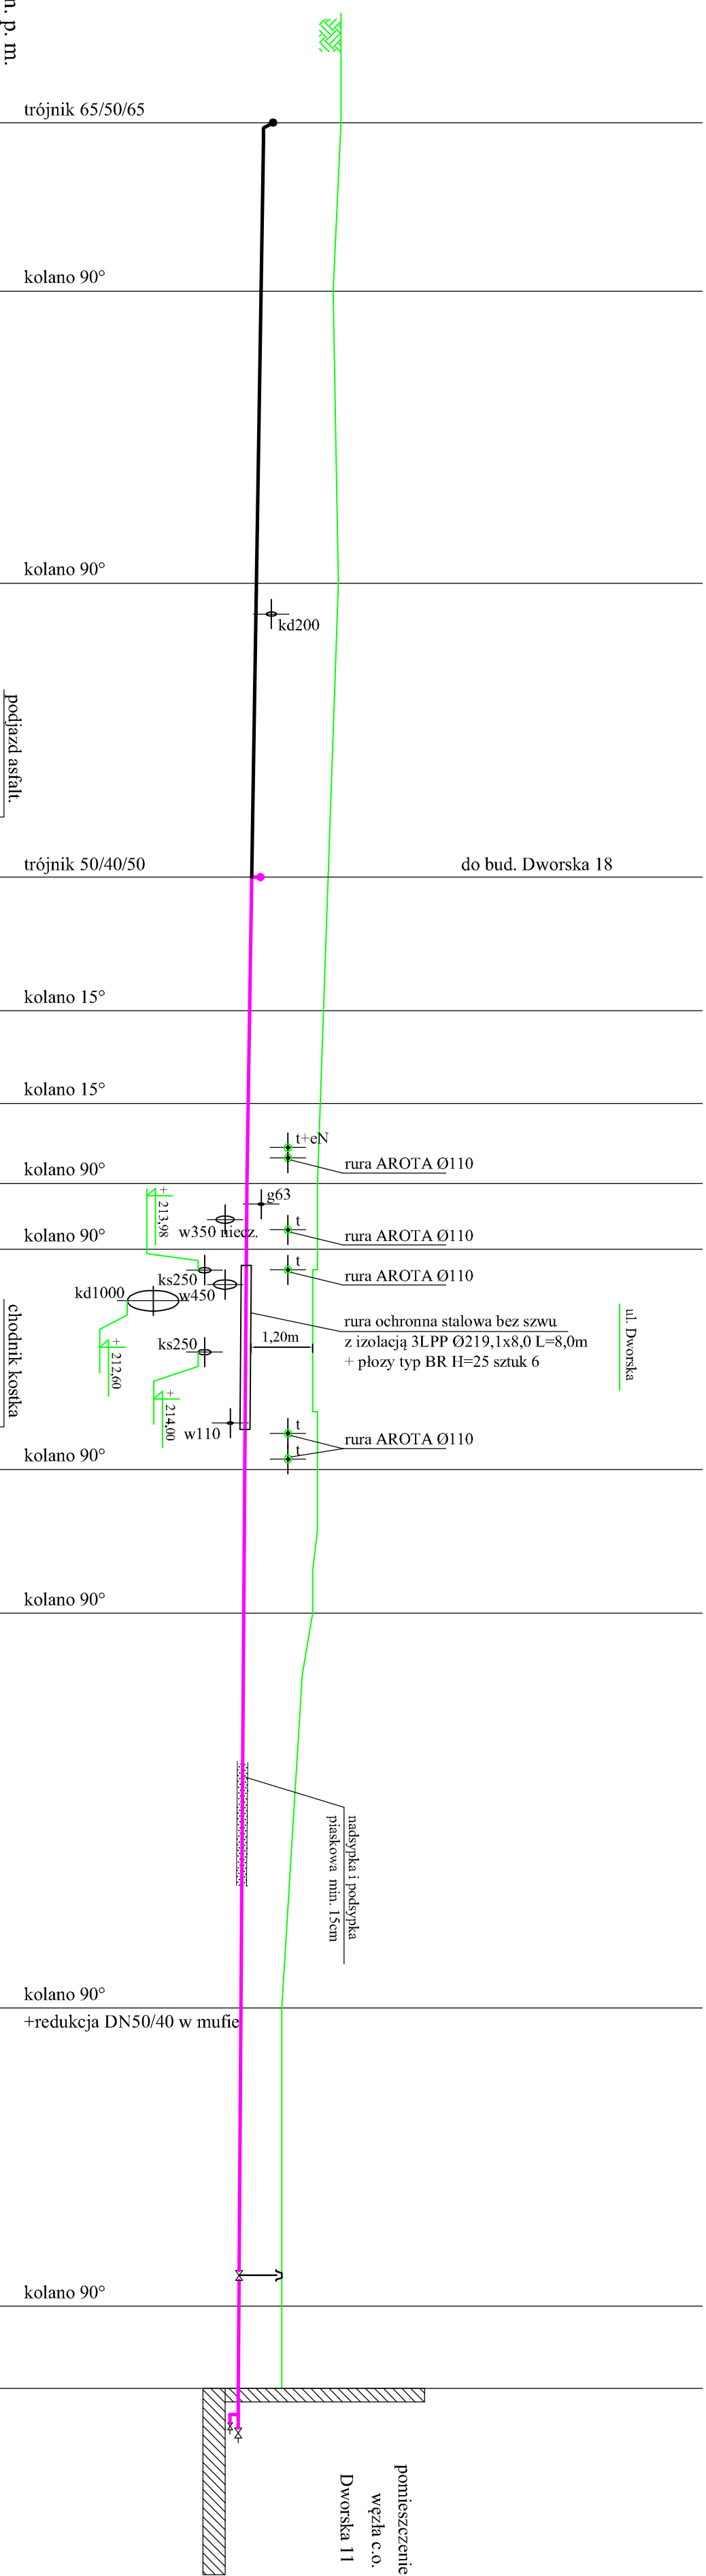 n. p. m.
trójnik 65/50/65
kolano 90°
kolano 90°
kd200
podjazd asfalt.
trójnik 50/40/50
do bud. Dworska 18
kolano 15°
kolano 15°
t+eN
rura AROTA Ø110
kolano 90°
g63
213,98
w350 niecz.
t
rura AROTA Ø110
kolano 90°
t
rura AROTA Ø110
ks250
w450
kd1000
rura ochronna stalowa bez szwu
z izolacją 3LPP Ø219,1x8,0 L=8,0m
+ płozy typ BR H=25 sztuk 6
1,20m
ul. Dworska
chodnik kostka
ks250
212,60
214,00
w110
t
rura AROTA Ø110
t
kolano 90°
kolano 90°
nadsypka i podsypka
piaskowa min. 15cm
kolano 90°
+redukcja DN50/40 w mufie
kolano 90°
pomieszczenie
węzła c.o.
Dworska 11